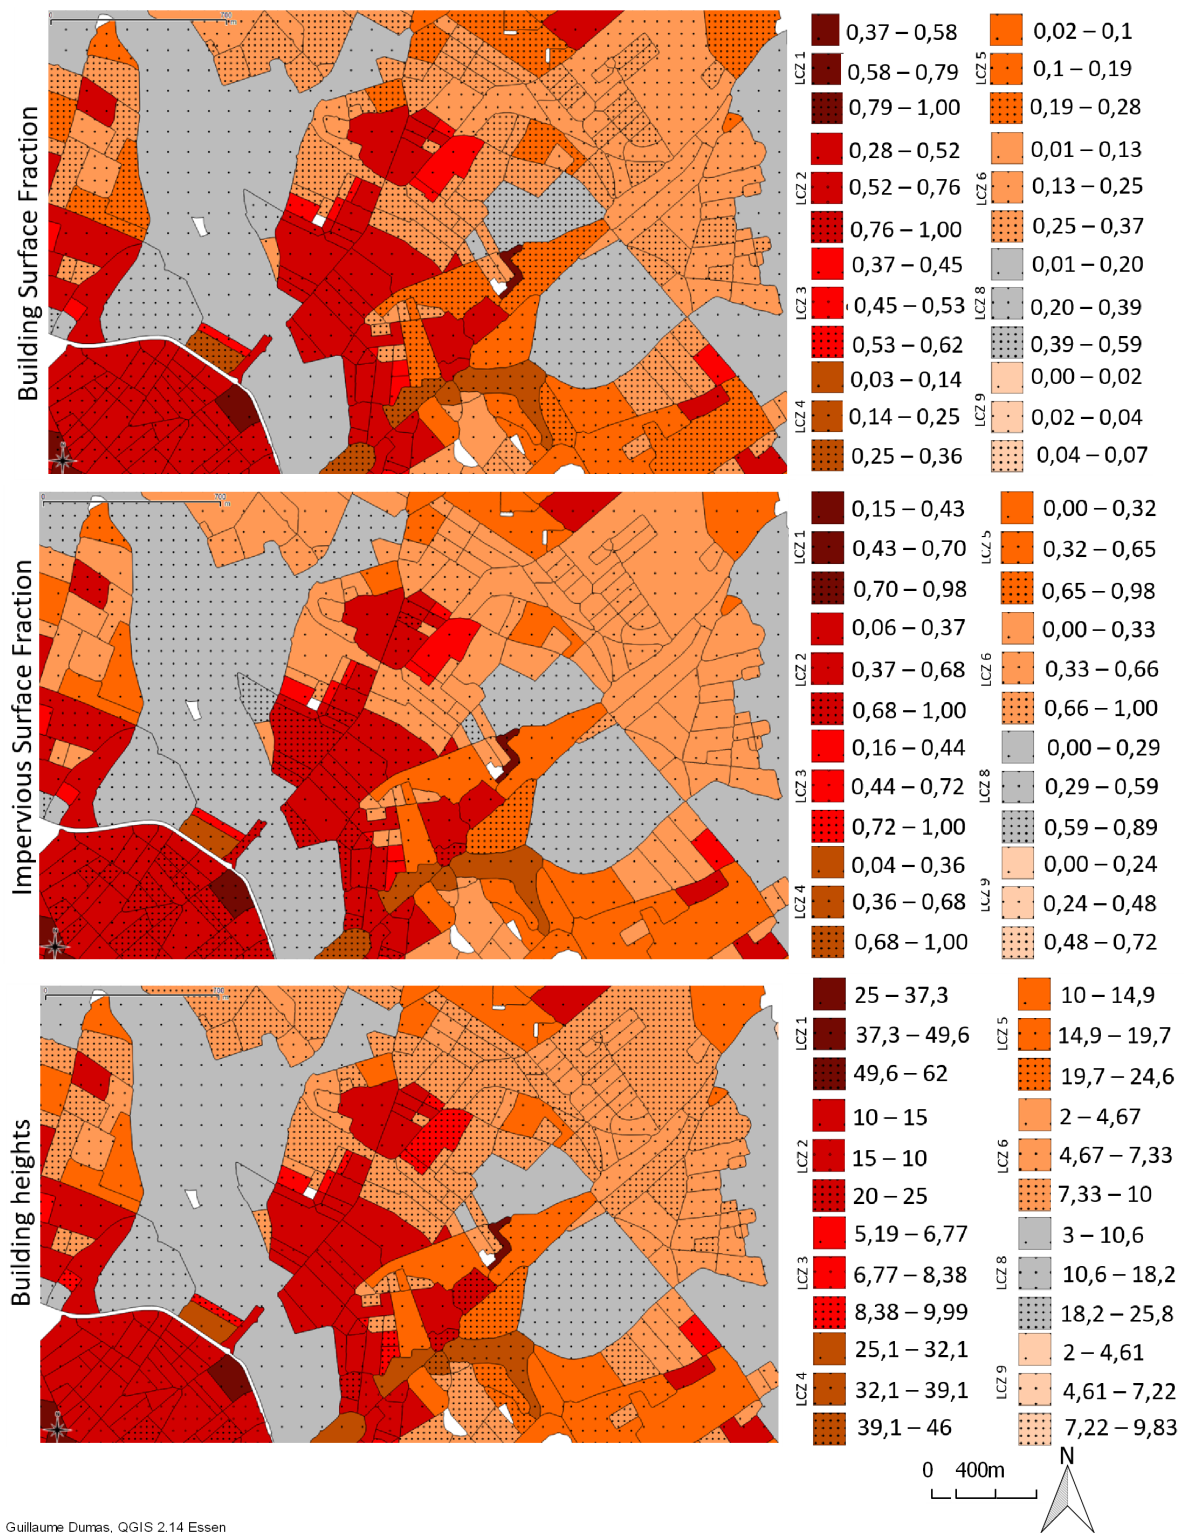 Building Surface Fraction
700
m
LCZ 1
0,37 – 0,58
0,58 – 0,79
0,79 – 1,00
LCZ 2
0,28 – 0,52
0,52 – 0,76
0,76 – 1,00
LCZ 3
0,37 – 0,45
0,45 – 0,53
0,53 – 0,62
LCZ 4
0,03 – 0,14
0,14 – 0,25
0,25 – 0,36
LCZ 5
0,02 – 0,1
0,1 – 0,19
0,19 – 0,28
LCZ 6
0,01 – 0,13
0,13 – 0,25
0,25 – 0,37
LCZ 8
0,01 – 0,20
0,20 – 0,39
0,39 – 0,59
LCZ 9
0,00 – 0,02
0,02 – 0,04
0,04 – 0,07
Impervious Surface Fraction
0 700
m
LCZ 1
0,15 – 0,43
0,43 – 0,70
0,70 – 0,98
LCZ 2
0,06 – 0,37
0,37 – 0,68
0,68 – 1,00
LCZ 3
0,16 – 0,44
0,44 – 0,72
0,72 – 1,00
LCZ 4
0,04 – 0,36
0,36 – 0,68
0,68 – 1,00
LCZ 5
0,00 – 0,32
0,32 – 0,65
0,65 – 0,98
LCZ 6
0,00 – 0,33
0,33 – 0,66
0,66 – 1,00
LCZ 8
0,00 – 0,29
0,29 – 0,59
0,59 – 0,89
LCZ 9
0,00 – 0,24
0,24 – 0,48
0,48 – 0,72
Building heights
0 700
m
LCZ 1
25 – 37,3
37,3 – 49,6
49,6 – 62
LCZ 2
10 – 15
15 – 10
20 – 25
LCZ 3
5,19 – 6,77
6,77 – 8,38
8,38 – 9,99
LCZ 4
25,1 – 32,1
32,1 – 39,1
39,1 – 46
LCZ 5
10 – 14,9
14,9 – 19,7
19,7 – 24,6
LCZ 6
2 – 4,67
4,67 – 7,33
7,33 – 10
LCZ 8
3 – 10,6
10,6 – 18,2
18,2 – 25,8
LCZ 9
2 – 4,61
4,61 – 7,22
7,22 – 9,83
0 400m
N
Guillaume Dumas, QGIS 2.14 Essen